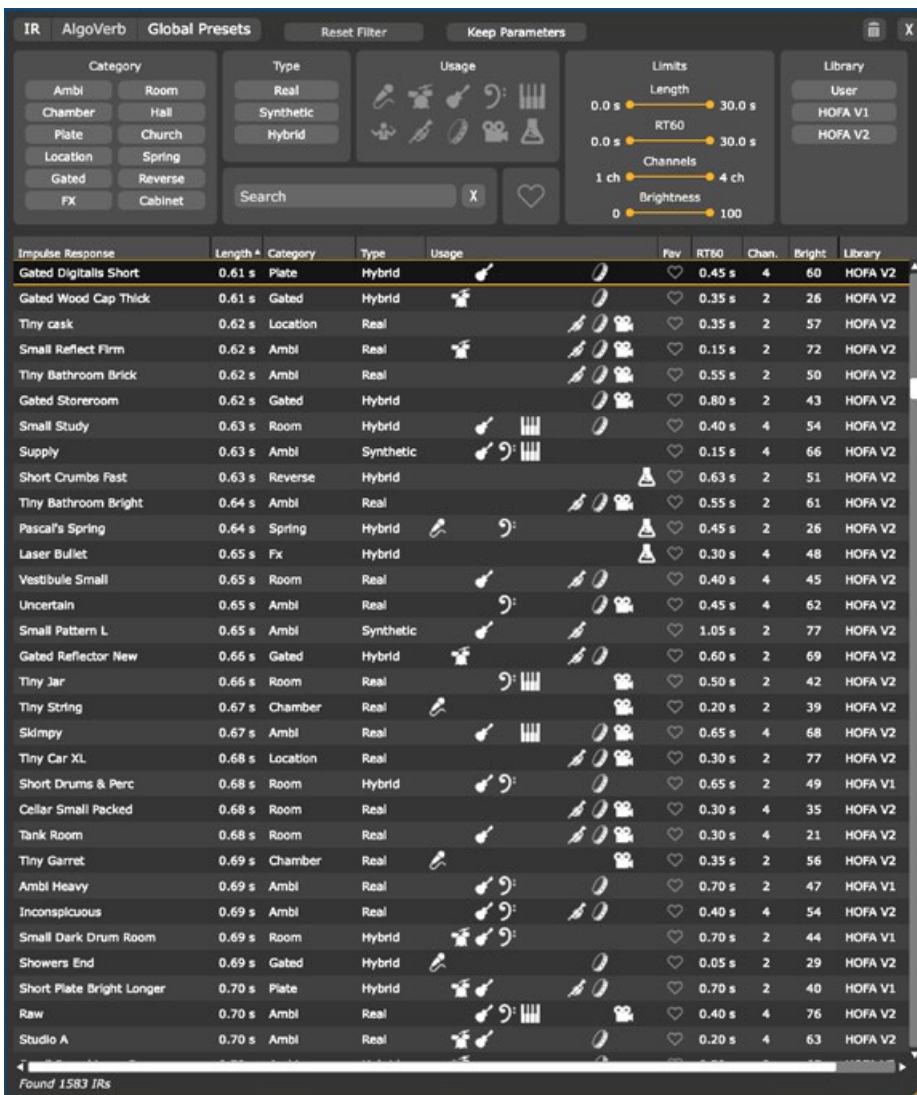 IR AlgoVerb Global Presets Reset Filter Keep Parameters X
Category Type Usage Limits Library
Ambi Room Real Length User
Chamber Hall Synthetic 0.0 s 30.0 s HOFA V1
Plate Church Hybrid RT60 HOFA V2
Location Spring 0.0 s 30.0 s
Gated Reverse Channels
FX Cabinet 1 ch 4 ch
Search X Brightness
0 100
Impulse Response Length Category Type Usage Fav RT60 Chan. Bright Library
Gated Digitalis Short 0.61 s Plate Hybrid 0.45 s 4 60 HOFA V2
Gated Wood Cap Thick 0.61 s Gated Hybrid 0.35 s 2 26 HOFA V2
Tiny cask 0.62 s Location Real 0.35 s 2 57 HOFA V2
Small Reflect Firm 0.62 s Ambi Real 0.15 s 2 72 HOFA V2
Tiny Bathroom Brick 0.62 s Ambi Real 0.55 s 2 50 HOFA V2
Gated Storeroom 0.62 s Gated Hybrid 0.80 s 2 43 HOFA V2
Small Study 0.63 s Room Hybrid 0.40 s 4 54 HOFA V2
Supply 0.63 s Ambi Synthetic 0.15 s 4 66 HOFA V2
Short Crumbs Fast 0.63 s Reverse Hybrid 0.63 s 2 51 HOFA V2
Tiny Bathroom Bright 0.64 s Ambi Real 0.55 s 2 61 HOFA V2
Pascal's Spring 0.64 s Spring Hybrid 0.45 s 2 26 HOFA V2
Laser Bullet 0.65 s Fx Hybrid 0.30 s 4 48 HOFA V2
Vestibule Small 0.65 s Room Real 0.40 s 4 45 HOFA V2
Uncertain 0.65 s Ambi Real 0.45 s 4 62 HOFA V2
Small Pattern L 0.65 s Ambi Synthetic 1.05 s 2 77 HOFA V2
Gated Reflector New 0.66 s Gated Hybrid 0.60 s 2 69 HOFA V2
Tiny Jar 0.66 s Room Real 0.50 s 2 42 HOFA V2
Tiny String 0.67 s Chamber Real 0.20 s 2 39 HOFA V2
Skimpy 0.67 s Ambi Real 0.65 s 4 68 HOFA V2
Tiny Car XL 0.68 s Location Real 0.30 s 2 77 HOFA V2
Short Drums & Perc 0.68 s Room Hybrid 0.65 s 2 49 HOFA V1
Cellar Small Packed 0.68 s Room Real 0.30 s 4 35 HOFA V2
Tank Room 0.68 s Room Real 0.30 s 4 21 HOFA V2
Tiny Garret 0.69 s Chamber Real 0.35 s 2 56 HOFA V2
Ambi Heavy 0.69 s Ambi Real 0.70 s 2 47 HOFA V1
Inconspicuous 0.69 s Ambi Real 0.40 s 4 54 HOFA V2
Small Dark Drum Room 0.69 s Room Hybrid 0.70 s 2 44 HOFA V1
Showers End 0.69 s Gated Hybrid 0.05 s 2 29 HOFA V2
Short Plate Bright Longer 0.70 s Plate Hybrid 0.70 s 2 40 HOFA V1
Raw 0.70 s Ambi Real 0.40 s 4 76 HOFA V2
Studio A 0.70 s Ambi Real 0.20 s 4 63 HOFA V2
Found 1583 IRs